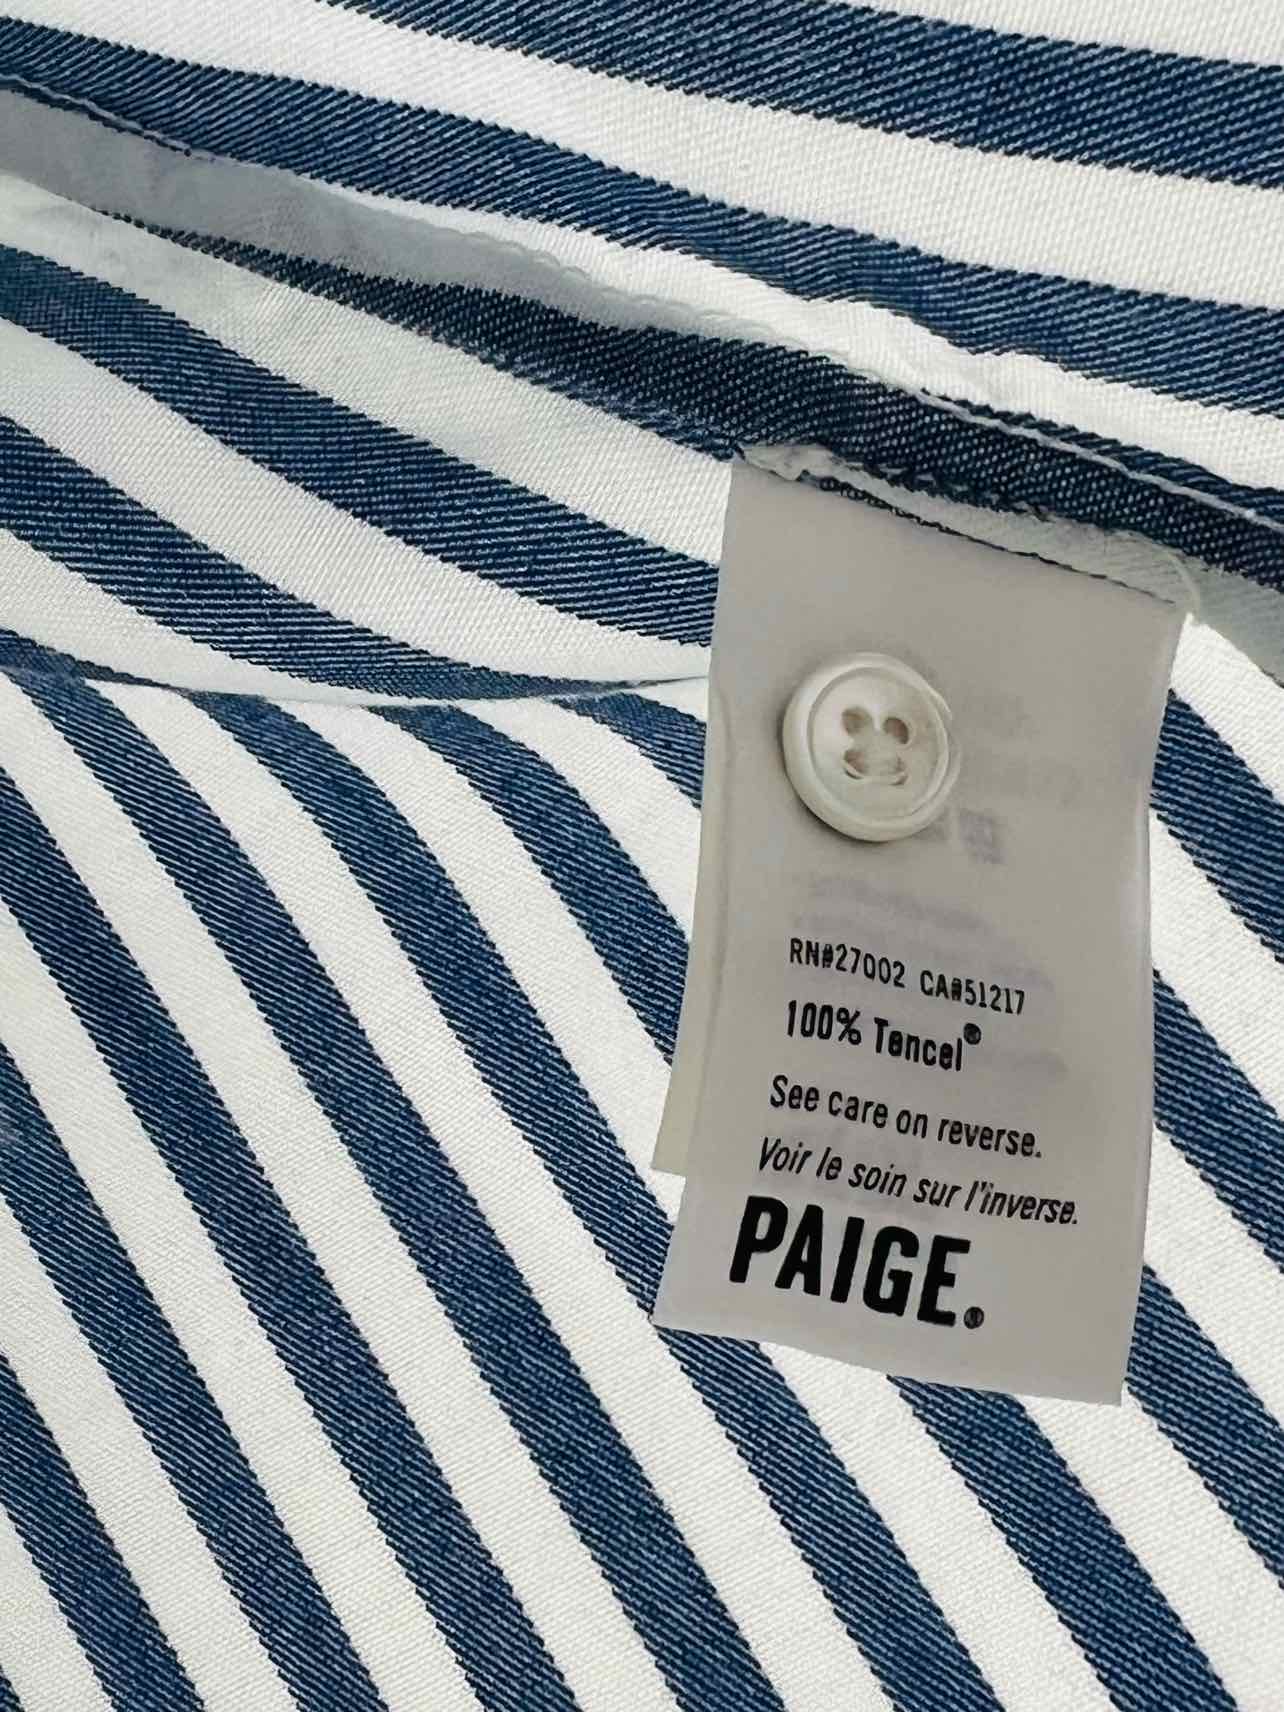 RN#27002 CA#51217
100% Tencel®
See care on reverse.
Voir le soin sur l'inverse.
PAIGE.®